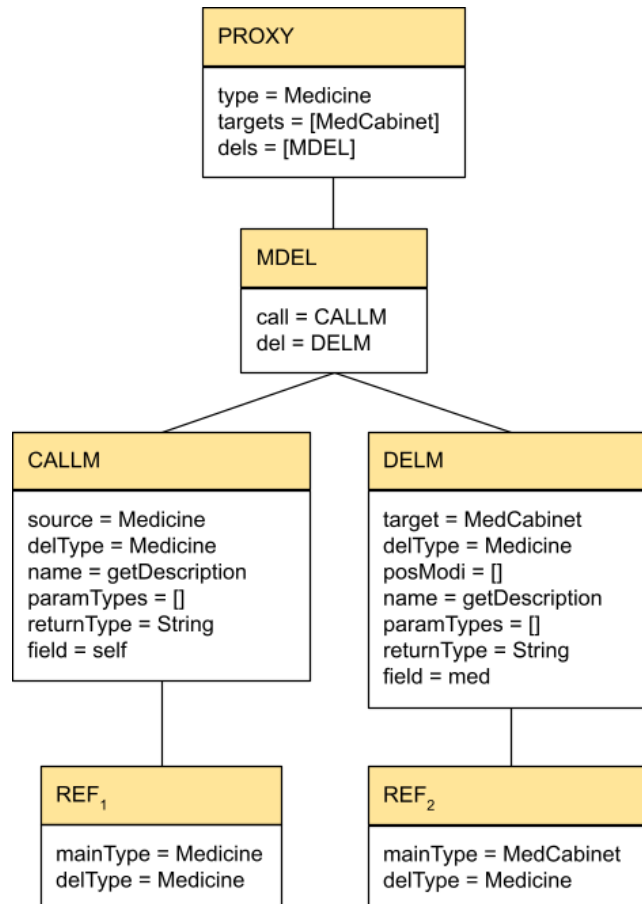 PROXY
type = Medicine
targets = [MedCabinet]
dels = [MDEL]
MDEL
call = CALLM
del = DELM
CALLM
source = Medicine
delType = Medicine
name = getDescription
paramTypes = []
returnType = String
field = self
DELM
target = MedCabinet
delType = Medicine
posModi = []
name = getDescription
paramTypes = []
returnType = String
field = med
REF₁
mainType = Medicine
delType = Medicine
REF₂
mainType = MedCabinet
delType = Medicine